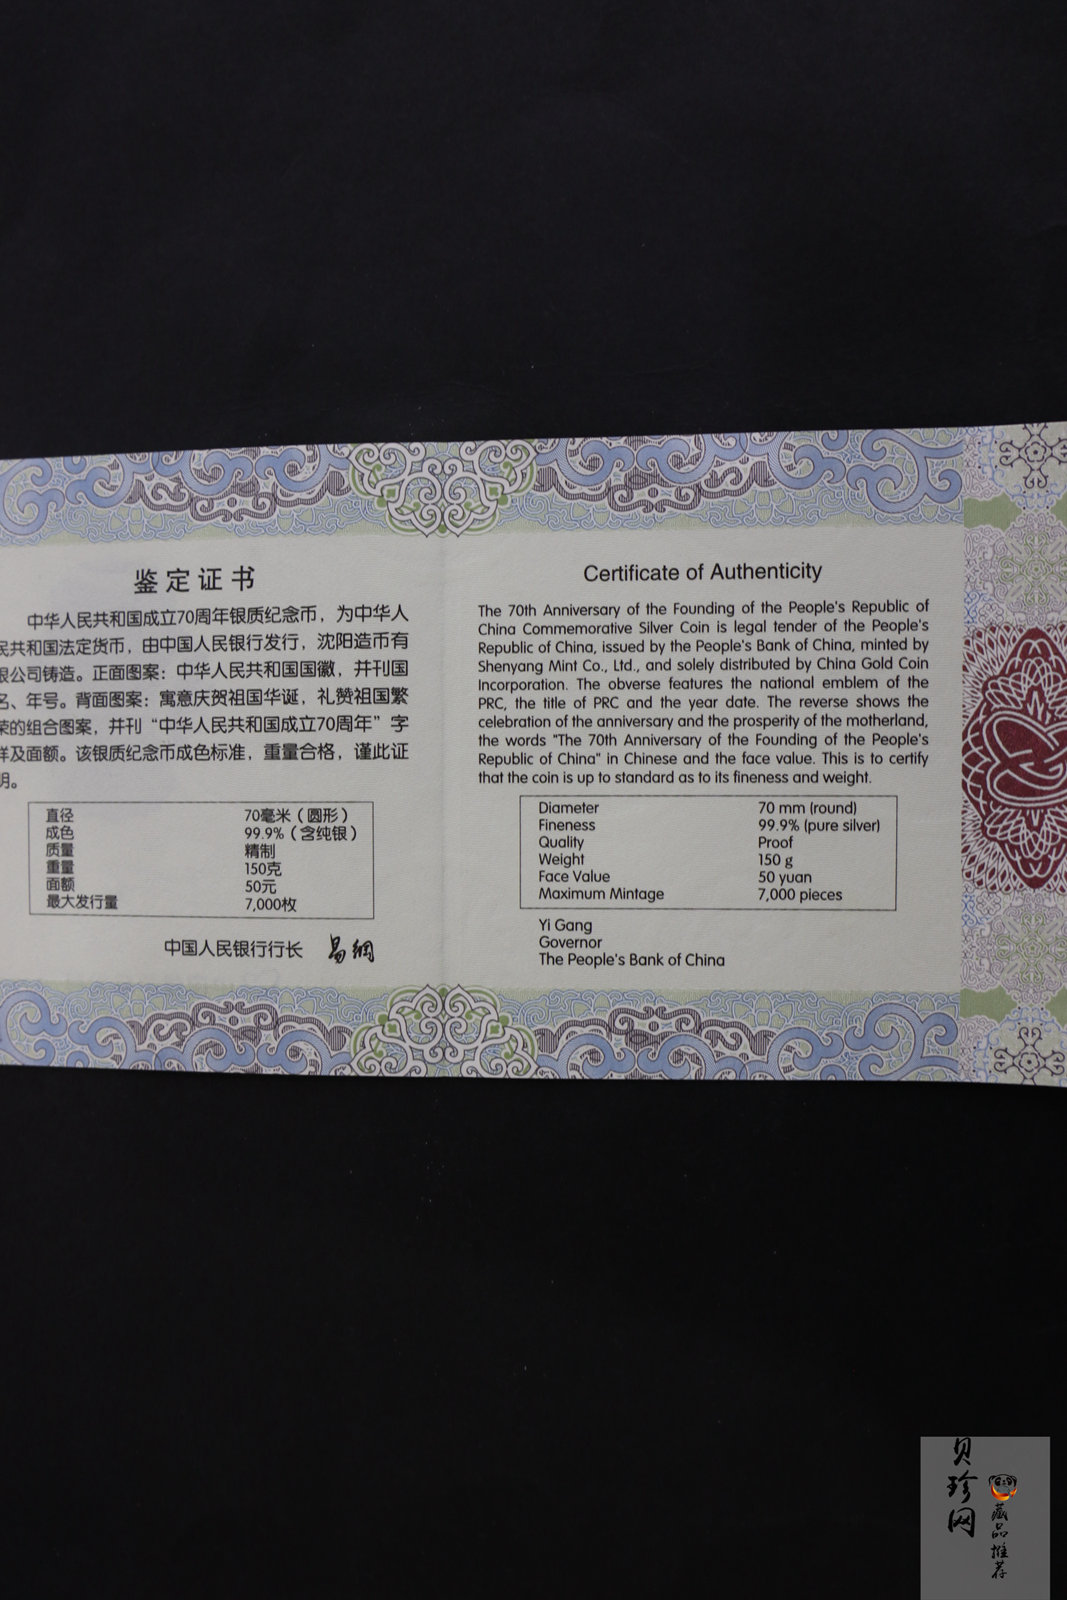 鉴定证书
中华人民共和国成立70周年银质纪念币，为中华人
民共和国法定货币，由中国人民银行发行，沈阳造币有
限公司铸造。正面图案：中华人民共和国国徽，并刊国
名、年号。背面图案：寓意庆贺祖国华诞，礼赞祖国繁
荣的组合图案，并刊“中华人民共和国成立70周年”字
样及面额。该银质纪念币成色标准，重量合格，谨此证
明。
直径 70毫米（圆形）
成色 99.9%（含纯银）
质量 精制
重量 150克
面额 50元
最大发行量 7,000枚
中国人民银行行长 易纲
Certificate of Authenticity
The 70th Anniversary of the Founding of the People's Republic of
China Commemorative Silver Coin is legal tender of the People's
Republic of China, issued by the People's Bank of China, minted by
Shenyang Mint Co., Ltd., and solely distributed by China Gold Coin
Incorporation. The obverse features the national emblem of the
PRC, the title of PRC and the year date. The reverse shows the
celebration of the anniversary and the prosperity of the motherland,
the words "The 70th Anniversary of the Founding of the People's
Republic of China" in Chinese and the face value. This is to certify
that the coin is up to standard as to its fineness and weight.
Diameter 70 mm (round)
Fineness 99.9% (pure silver)
Quality Proof
Weight 150 g
Face Value 50 yuan
Maximum Mintage 7,000 pieces
Yi Gang
Governor
The People's Bank of China
贝珍网
藏品推荐